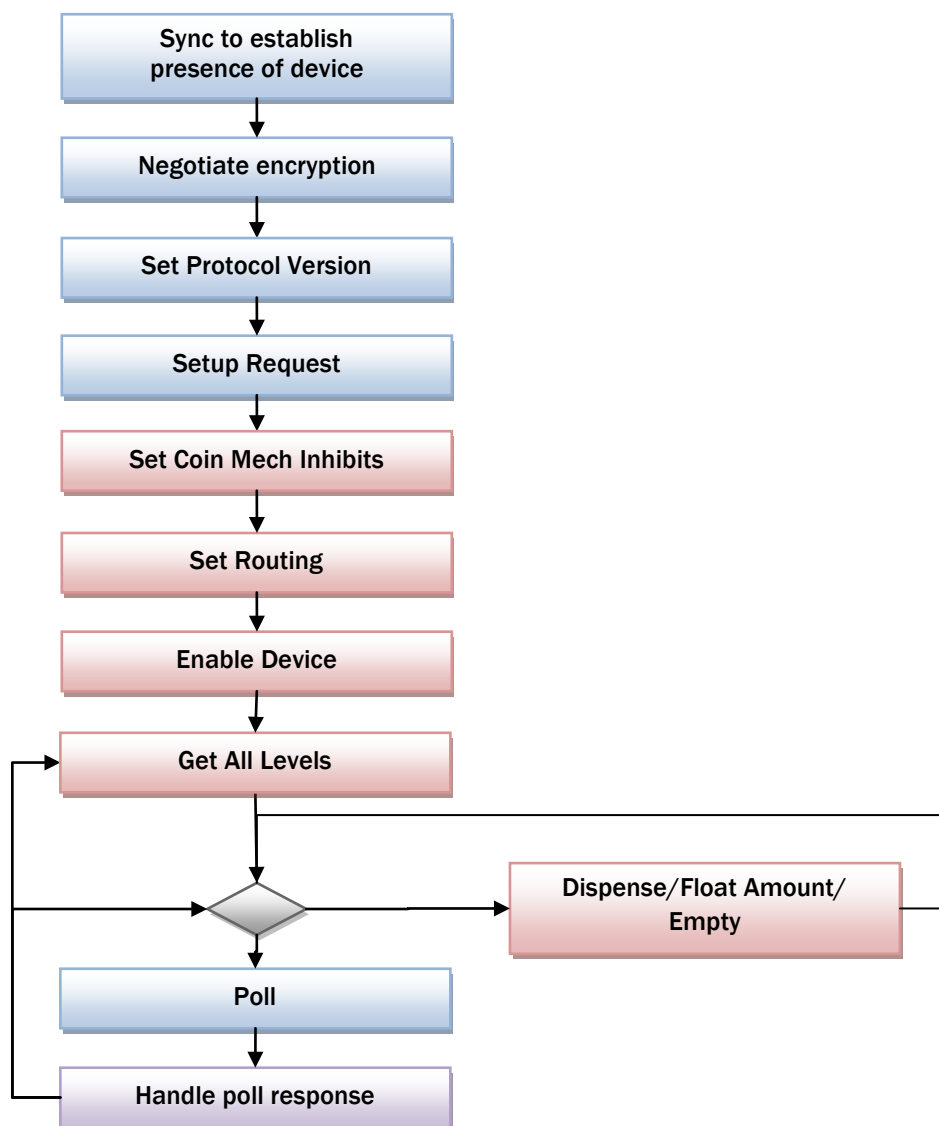 Sync to establish
presence of device
Negotiate encryption
Set Protocol Version
Setup Request
Set Coin Mech Inhibits
Set Routing
Enable Device
Get All Levels
Dispense/Float Amount/
Empty
Poll
Handle poll response